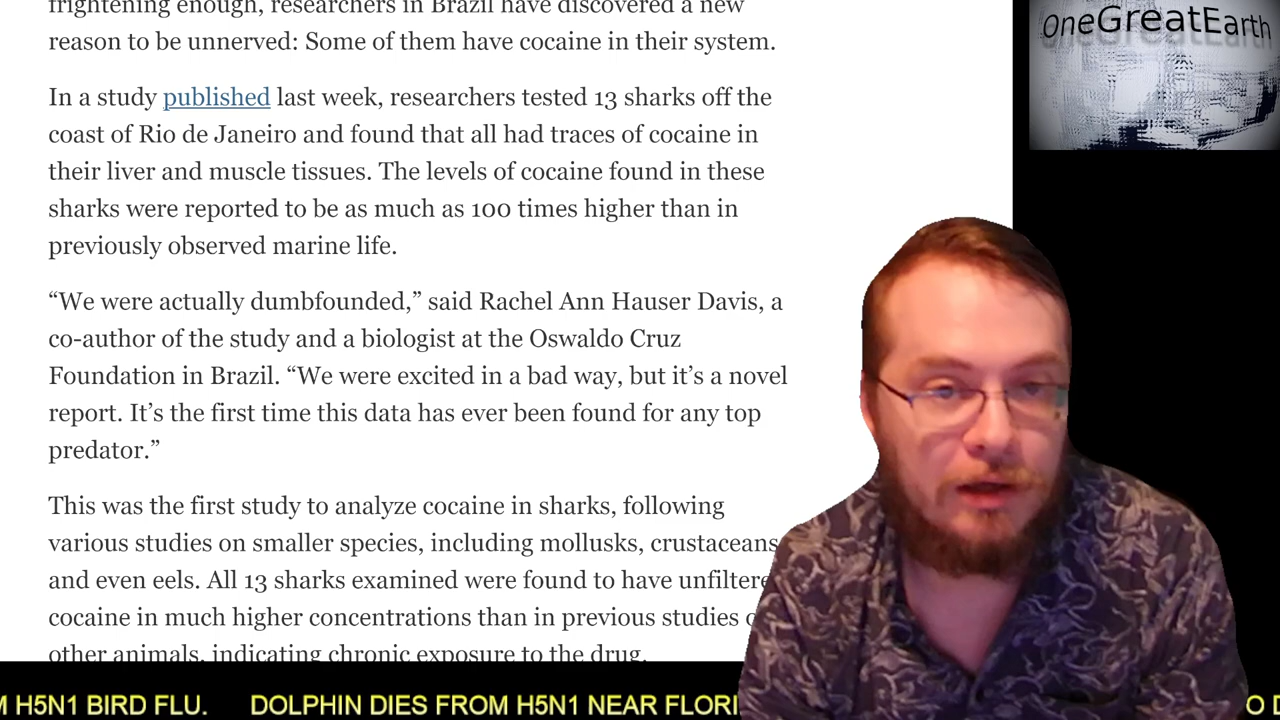 frightening enough, researchers in Brazil have discovered a new
reason to be unnerved: Some of them have cocaine in their system.
In a study published last week, researchers tested 13 sharks off the
coast of Rio de Janeiro and found that all had traces of cocaine in
their liver and muscle tissues. The levels of cocaine found in these
sharks were reported to be as much as 100 times higher than in
previously observed marine life.
“We were actually dumbfounded,” said Rachel Ann Hauser Davis, a
co-author of the study and a biologist at the Oswaldo Cruz
Foundation in Brazil. “We were excited in a bad way, but it’s a novel
report. It’s the first time this data has ever been found for any top
predator.”
This was the first study to analyze cocaine in sharks, following
various studies on smaller species, including mollusks, crustaceans
and even eels. All 13 sharks examined were found to have unfiltere
cocaine in much higher concentrations than in previous studies
other animals, indicating chronic exposure to the drug.
OneGreatEarth
M H5N1 BIRD FLU. DOLPHIN DIES FROM H5N1 NEAR FLORI